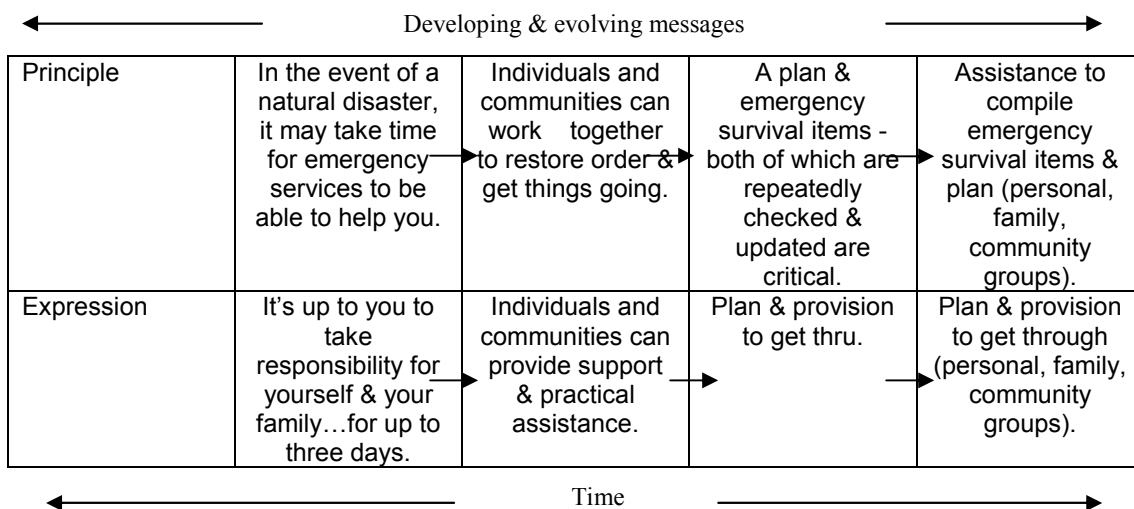 Developing & evolving messages
Principle
In the event of a
natural disaster,
it may take time
for emergency
services to be
able to help you.
Individuals and
communities can
work together
to restore order &
get things going.
A plan &
emergency
survival items -
both of which are
repeatedly
checked &
updated are
critical.
Assistance to
compile
emergency
survival items &
plan (personal,
family,
community
groups).
Expression
It's up to you to
take
responsibility for
yourself & your
family…for up to
three days.
Individuals and
communities can
provide support
& practical
assistance.
Plan & provision
to get thru.
Plan & provision
to get through
(personal, family,
community
groups).
Time